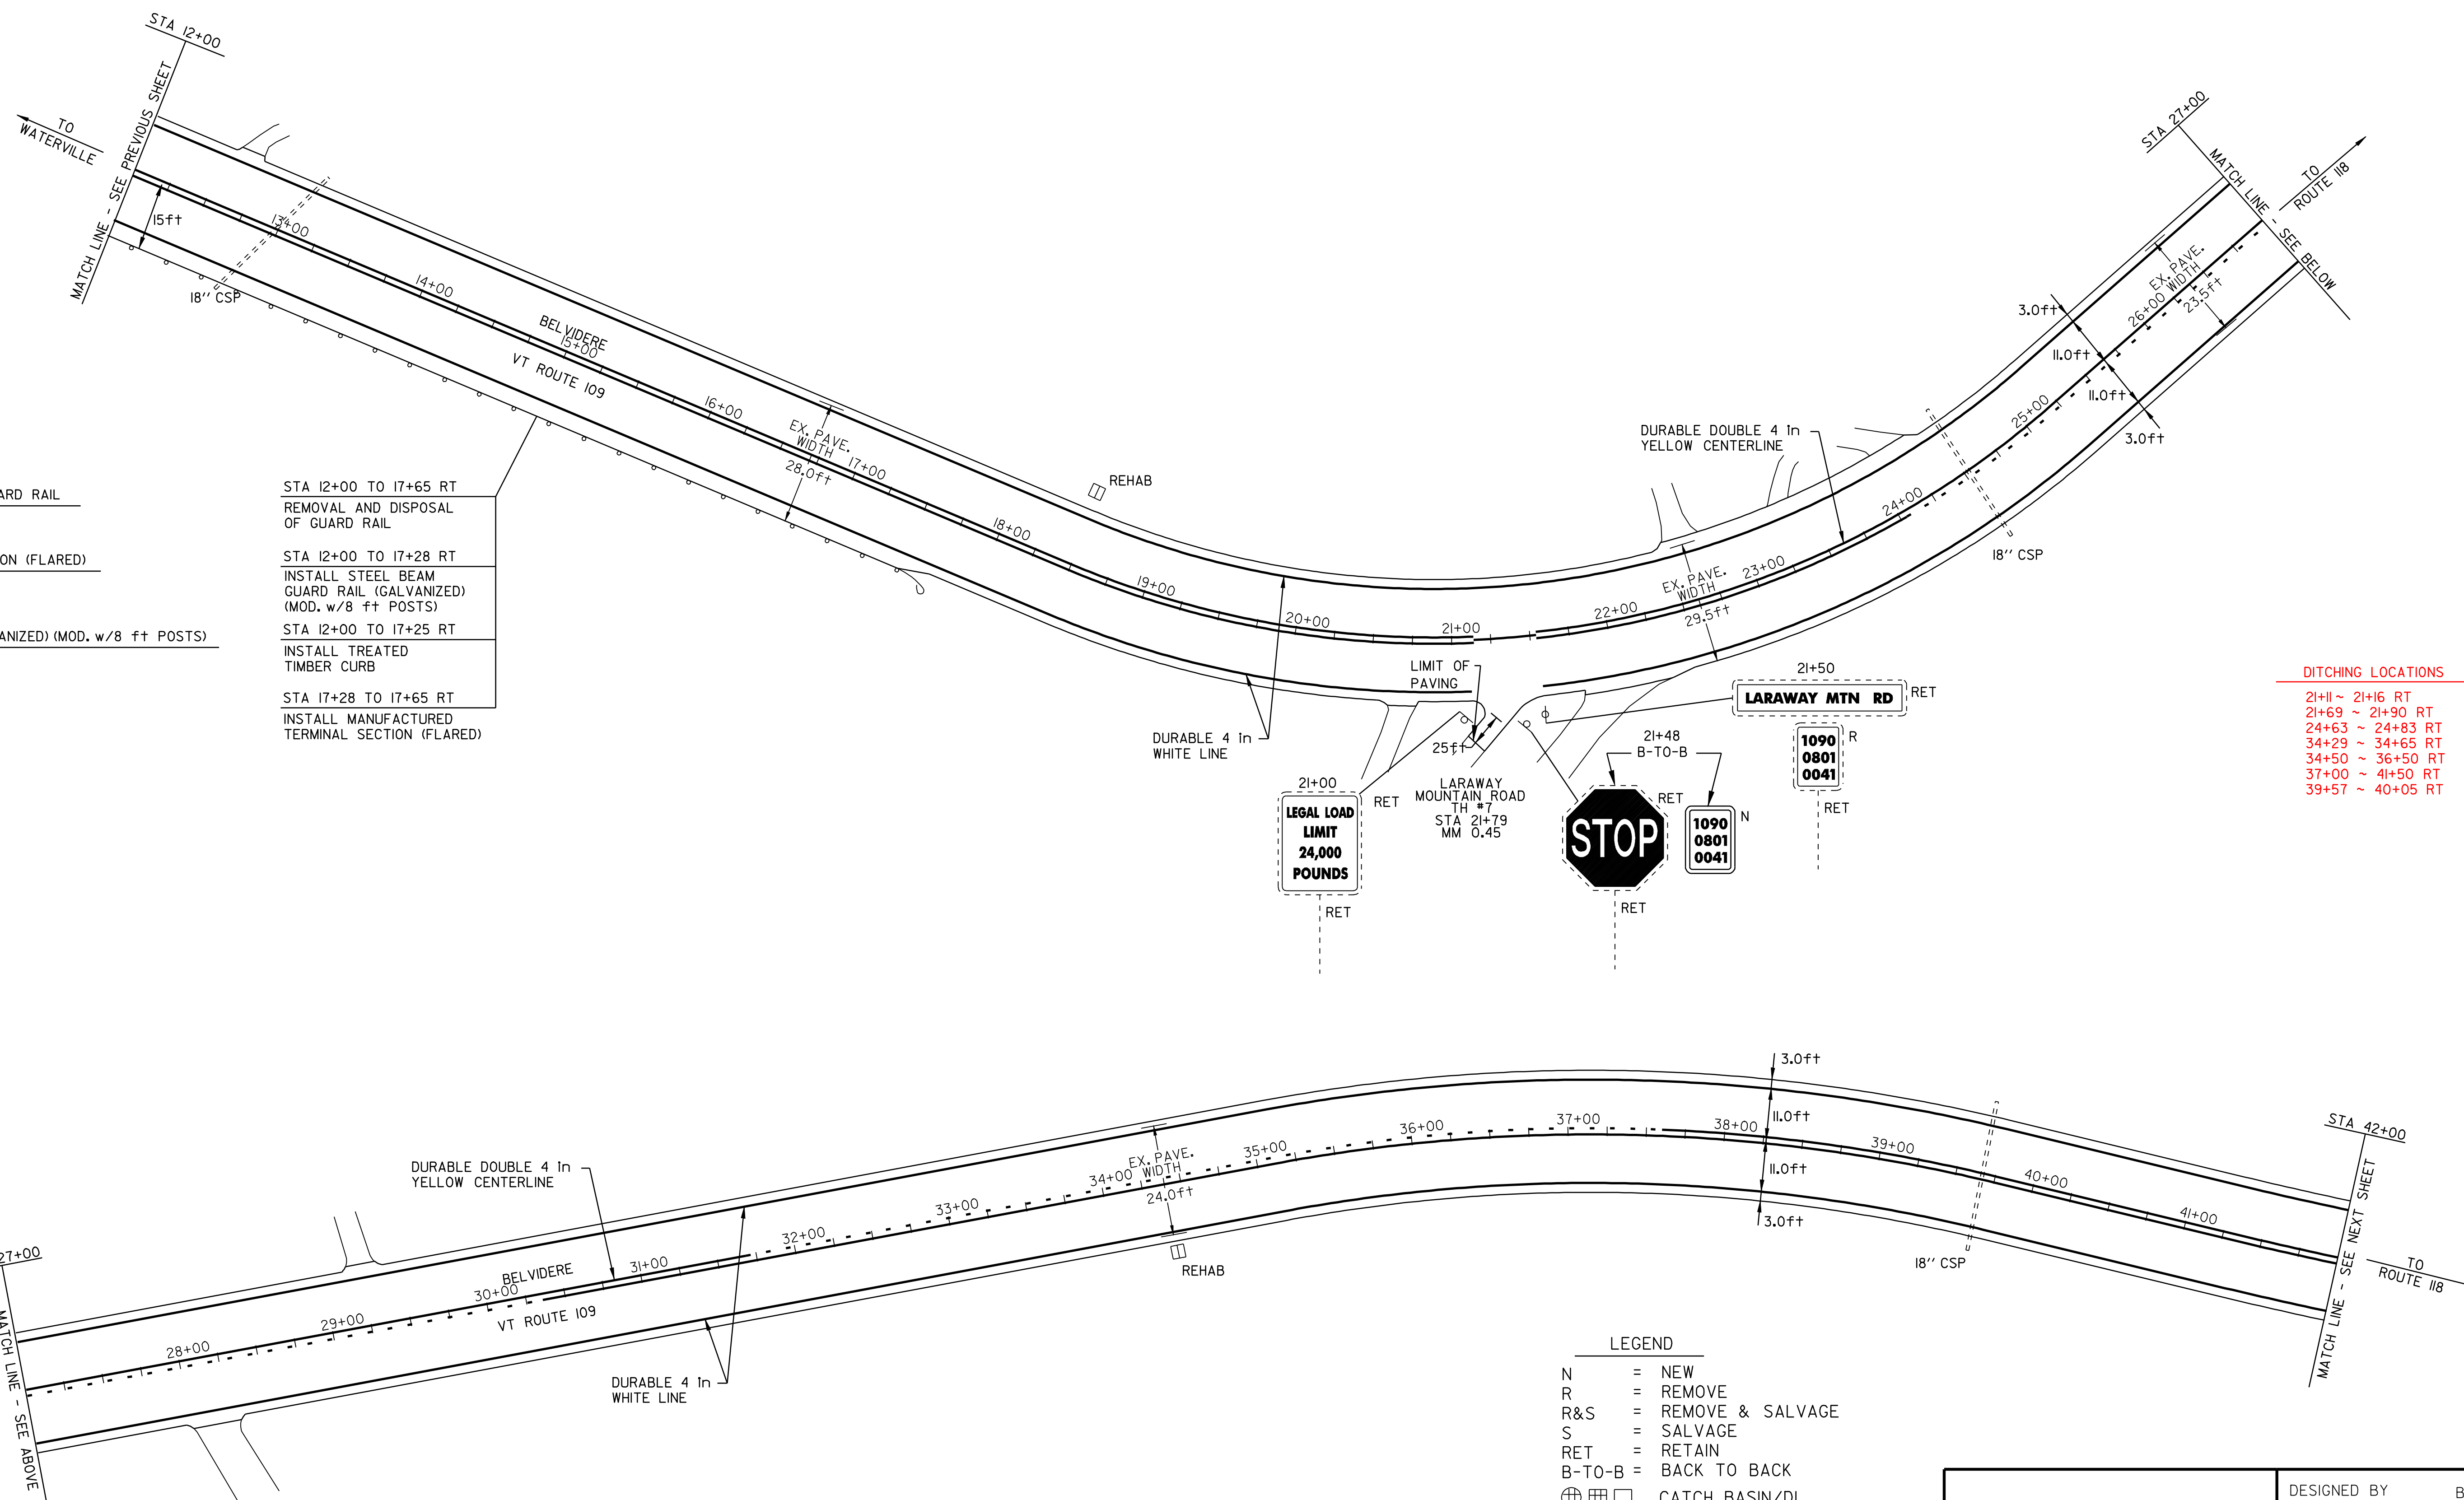 STA 12+00
MATCH LINE - SEE PREVIOUS SHEET
TO
WATERVILLE
15ft
13+00
18" CSP
14+00
BELVIDERE
15+00
VT ROUTE 109
16+00
EX. PAVE.
WIDTH
28.0ft
17+00
18+00
REHAB
19+00
20+00
21+00
22+00
EX. PAVE.
WIDTH
29.5ft
23+00
24+00
25+00
26+00
DURABLE DOUBLE 4 in
YELLOW CENTERLINE
18" CSP
3.0ft
11.0ft
11.0ft
3.0ft
EX. PAVE.
WIDTH
23.5ft
STA 27+00
MATCH LINE - SEE BELOW
TO
ROUTE 118
ARD RAIL
ON (FLARED)
ANIZED) (MOD. w/8 ft POSTS)
STA 12+00 TO 17+65 RT
REMOVAL AND DISPOSAL
OF GUARD RAIL
STA 12+00 TO 17+28 RT
INSTALL STEEL BEAM
GUARD RAIL (GALVANIZED)
(MOD. w/8 ft POSTS)
STA 12+00 TO 17+25 RT
INSTALL TREATED
TIMBER CURB
STA 17+28 TO 17+65 RT
INSTALL MANUFACTURED
TERMINAL SECTION (FLARED)
DURABLE 4 in
WHITE LINE
LIMIT OF
PAVING
25ft
LARAWAY
MOUNTAIN ROAD
TH #7
STA 21+79
MM 0.45
21+00
RET
LEGAL LOAD
LIMIT
24,000
POUNDS
RET
21+48
B-TO-B
RET
STOP
RET
1090
0801
0041
N
21+50
LARAWAY MTN RD
RET
1090
0801
0041
R
RET
DITCHING LOCATIONS
21+11 ~ 21+16 RT
21+69 ~ 21+90 RT
24+63 ~ 24+83 RT
34+29 ~ 34+65 RT
34+50 ~ 36+50 RT
37+00 ~ 41+50 RT
39+57 ~ 40+05 RT
27+00
MATCH LINE - SEE ABOVE
28+00
29+00
30+00
BELVIDERE
VT ROUTE 109
31+00
DURABLE DOUBLE 4 in
YELLOW CENTERLINE
DURABLE 4 in
WHITE LINE
32+00
33+00
34+00
EX. PAVE.
WIDTH
24.0ft
REHAB
35+00
36+00
37+00
38+00
3.0ft
11.0ft
11.0ft
3.0ft
39+00
18" CSP
40+00
41+00
STA 42+00
MATCH LINE - SEE NEXT SHEET
TO
ROUTE 118
LEGEND
N = NEW
R = REMOVE
R&S = REMOVE & SALVAGE
S = SALVAGE
RET = RETAIN
B-TO-B = BACK TO BACK
CATCH BASIN/DI
DESIGNED BY